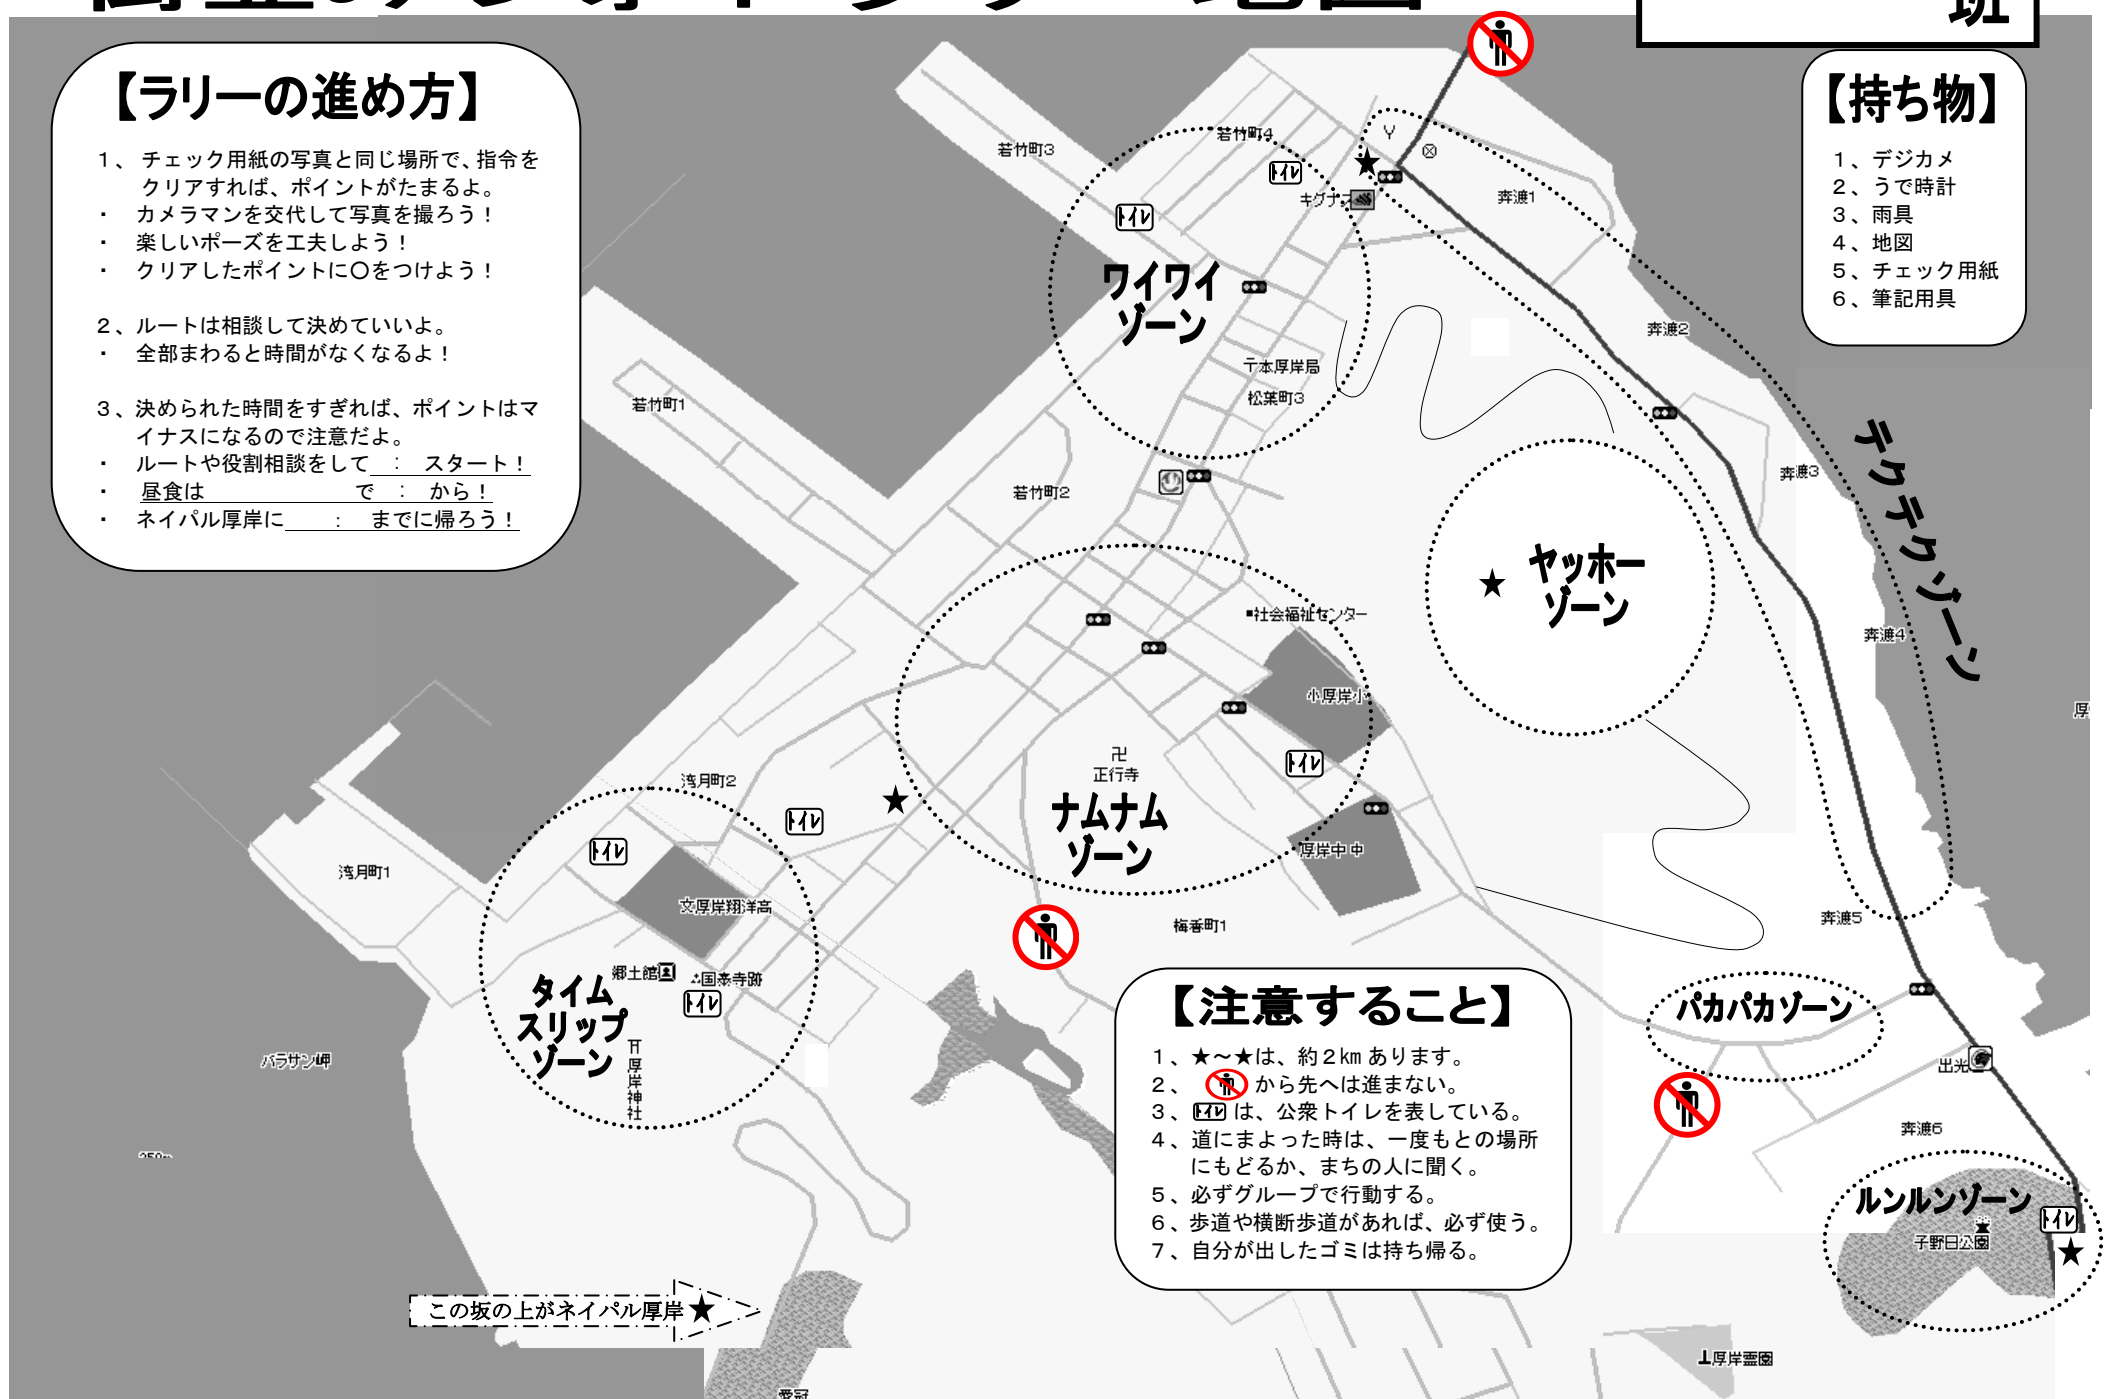 班
【ラリーの進め方】
1、チェック用紙の写真と同じ場所で、指令を
クリアすれば、ポイントがたまるよ。
・ カメラマンを交代して写真を撮ろう！
・ 楽しいポーズを工夫しよう！
・ クリアしたポイントに○をつけよう！
2、ルートは相談して決めていいよ。
・ 全部まわると時間がなくなるよ！
3、決められた時間をすぎれば、ポイントはマ
イナスになるので注意だよ。
・ ルートや役割相談をして ： スタート！
・ 昼食は で ： から！
・ ネイパル厚岸に ： までに帰ろう！
【持ち物】
1、デジカメ
2、うで時計
3、雨具
4、地図
5、チェック用紙
6、筆記用具
若竹町3
若竹町4
トイレ
トイレ
キグナス
奔渡1
ワイワイ
ゾーン
奔渡2
〒本厚岸局
松葉町3
若竹町1
若竹町2
奔渡3
テクテクゾーン
★ ヤッホー
ゾーン
■社会福祉センター
奔渡4
小厚岸小
厚
卍
正行寺
トイレ
ナムナム
ゾーン
湾月町2
トイレ
トイレ
厚岸中 中
湾月町1
文厚岸翔洋高
梅香町1
奔渡5
郷土館
∴国泰寺跡
トイレ
タイム
スリップ
ゾーン
厚岸神社
バラサン岬
パカパカゾーン
出光
奔渡6
【注意すること】
1、★～★は、約2㎞あります。
2、 から先へは進まない。
3、トイレ は、公衆トイレを表している。
4、道にまよった時は、一度もとの場所
にもどるか、まちの人に聞く。
5、必ずグループで行動する。
6、歩道や横断歩道があれば、必ず使う。
7、自分が出したゴミは持ち帰る。
ルンルンゾーン
トイレ
子野日公園
この坂の上がネイパル厚岸★
厚岸霊園
愛冠